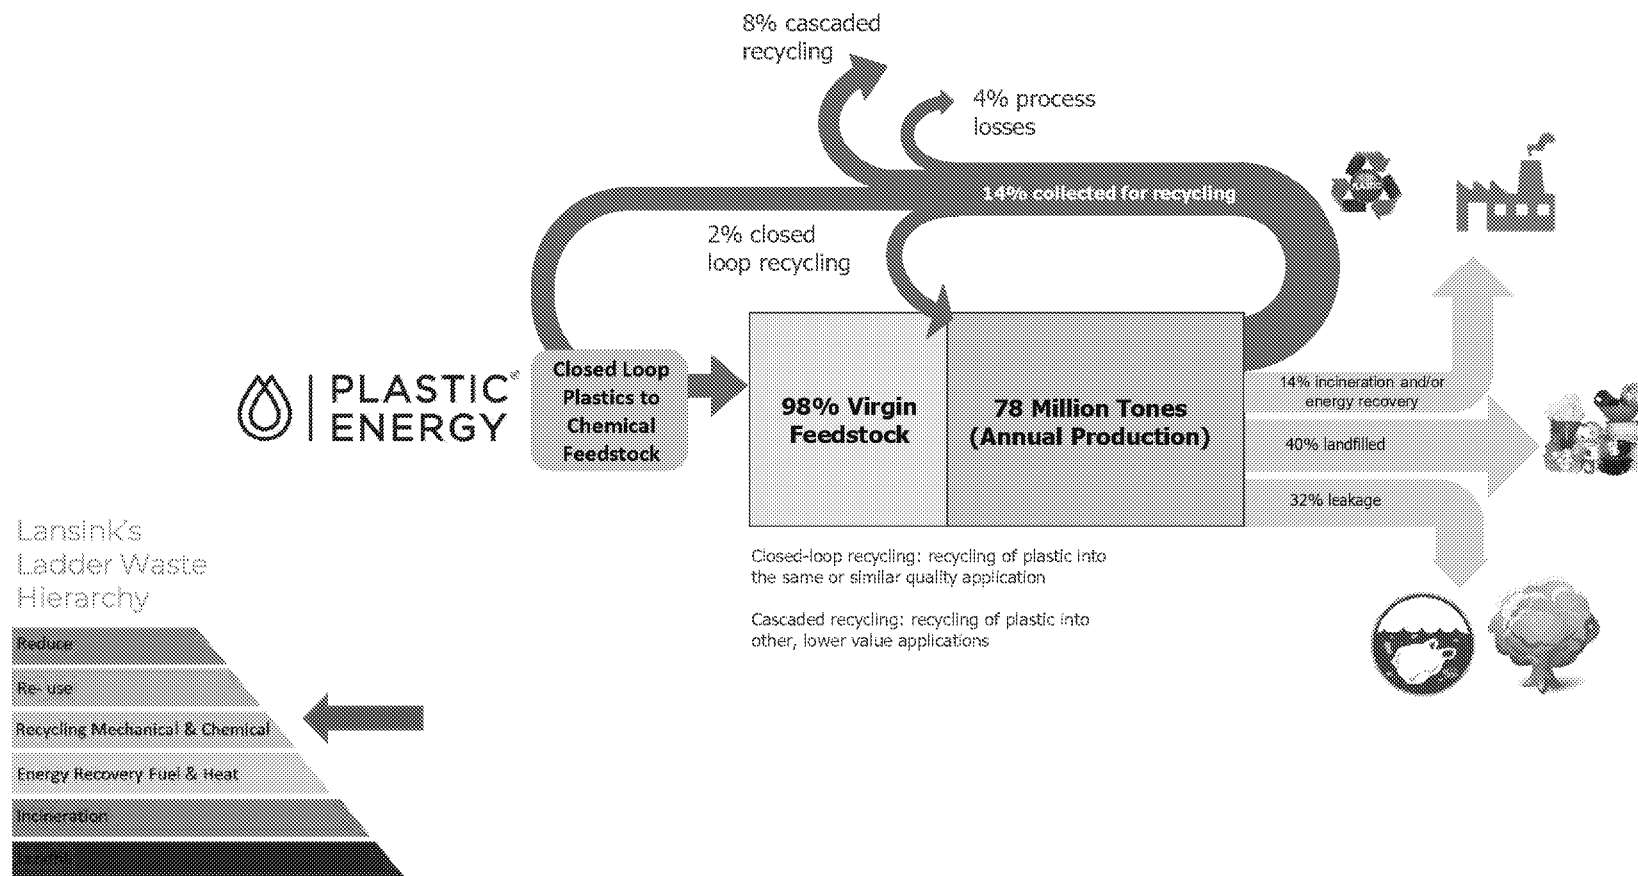 8% cascaded
recycling
4% process
losses
14% collected for recycling
2% closed
loop recycling
PLASTIC
ENERGY
Closed Loop
Plastics to
Chemical
Feedstock
98% Virgin
Feedstock
78 Million Tones
(Annual Production)
14% incineration and/or
energy recovery
40% landfilled
32% leakage
Closed-loop recycling: recycling of plastic into
the same or similar quality application
Cascaded recycling: recycling of plastic into
other, lower value applications
Lansink's
Ladder Waste
Hierarchy
Reduce
Re- use
Recycling Mechanical & Chemical
Energy Recovery Fuel & Heat
Incineration